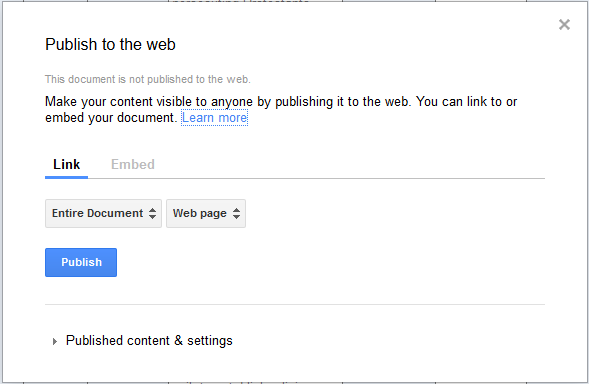 Publish to the web
This document is not published to the web.
Make your content visible to anyone by publishing it to the web. You can link to or
embed your document. Learn more
Link Embed
Entire Document Web page
Publish
Published content & settings